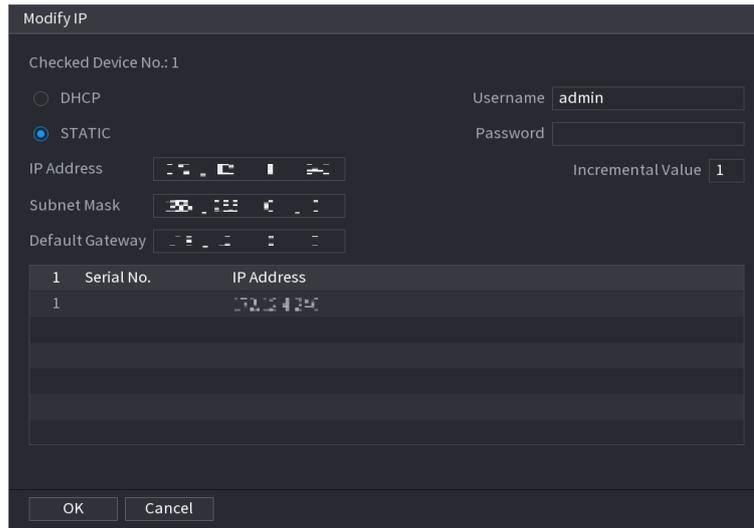 Modify IP
Checked Device No.: 1
DHCP
Username admin
STATIC
Password
IP Address
Incremental Value 1
Subnet Mask
Default Gateway
1 Serial No. IP Address
1
OK Cancel